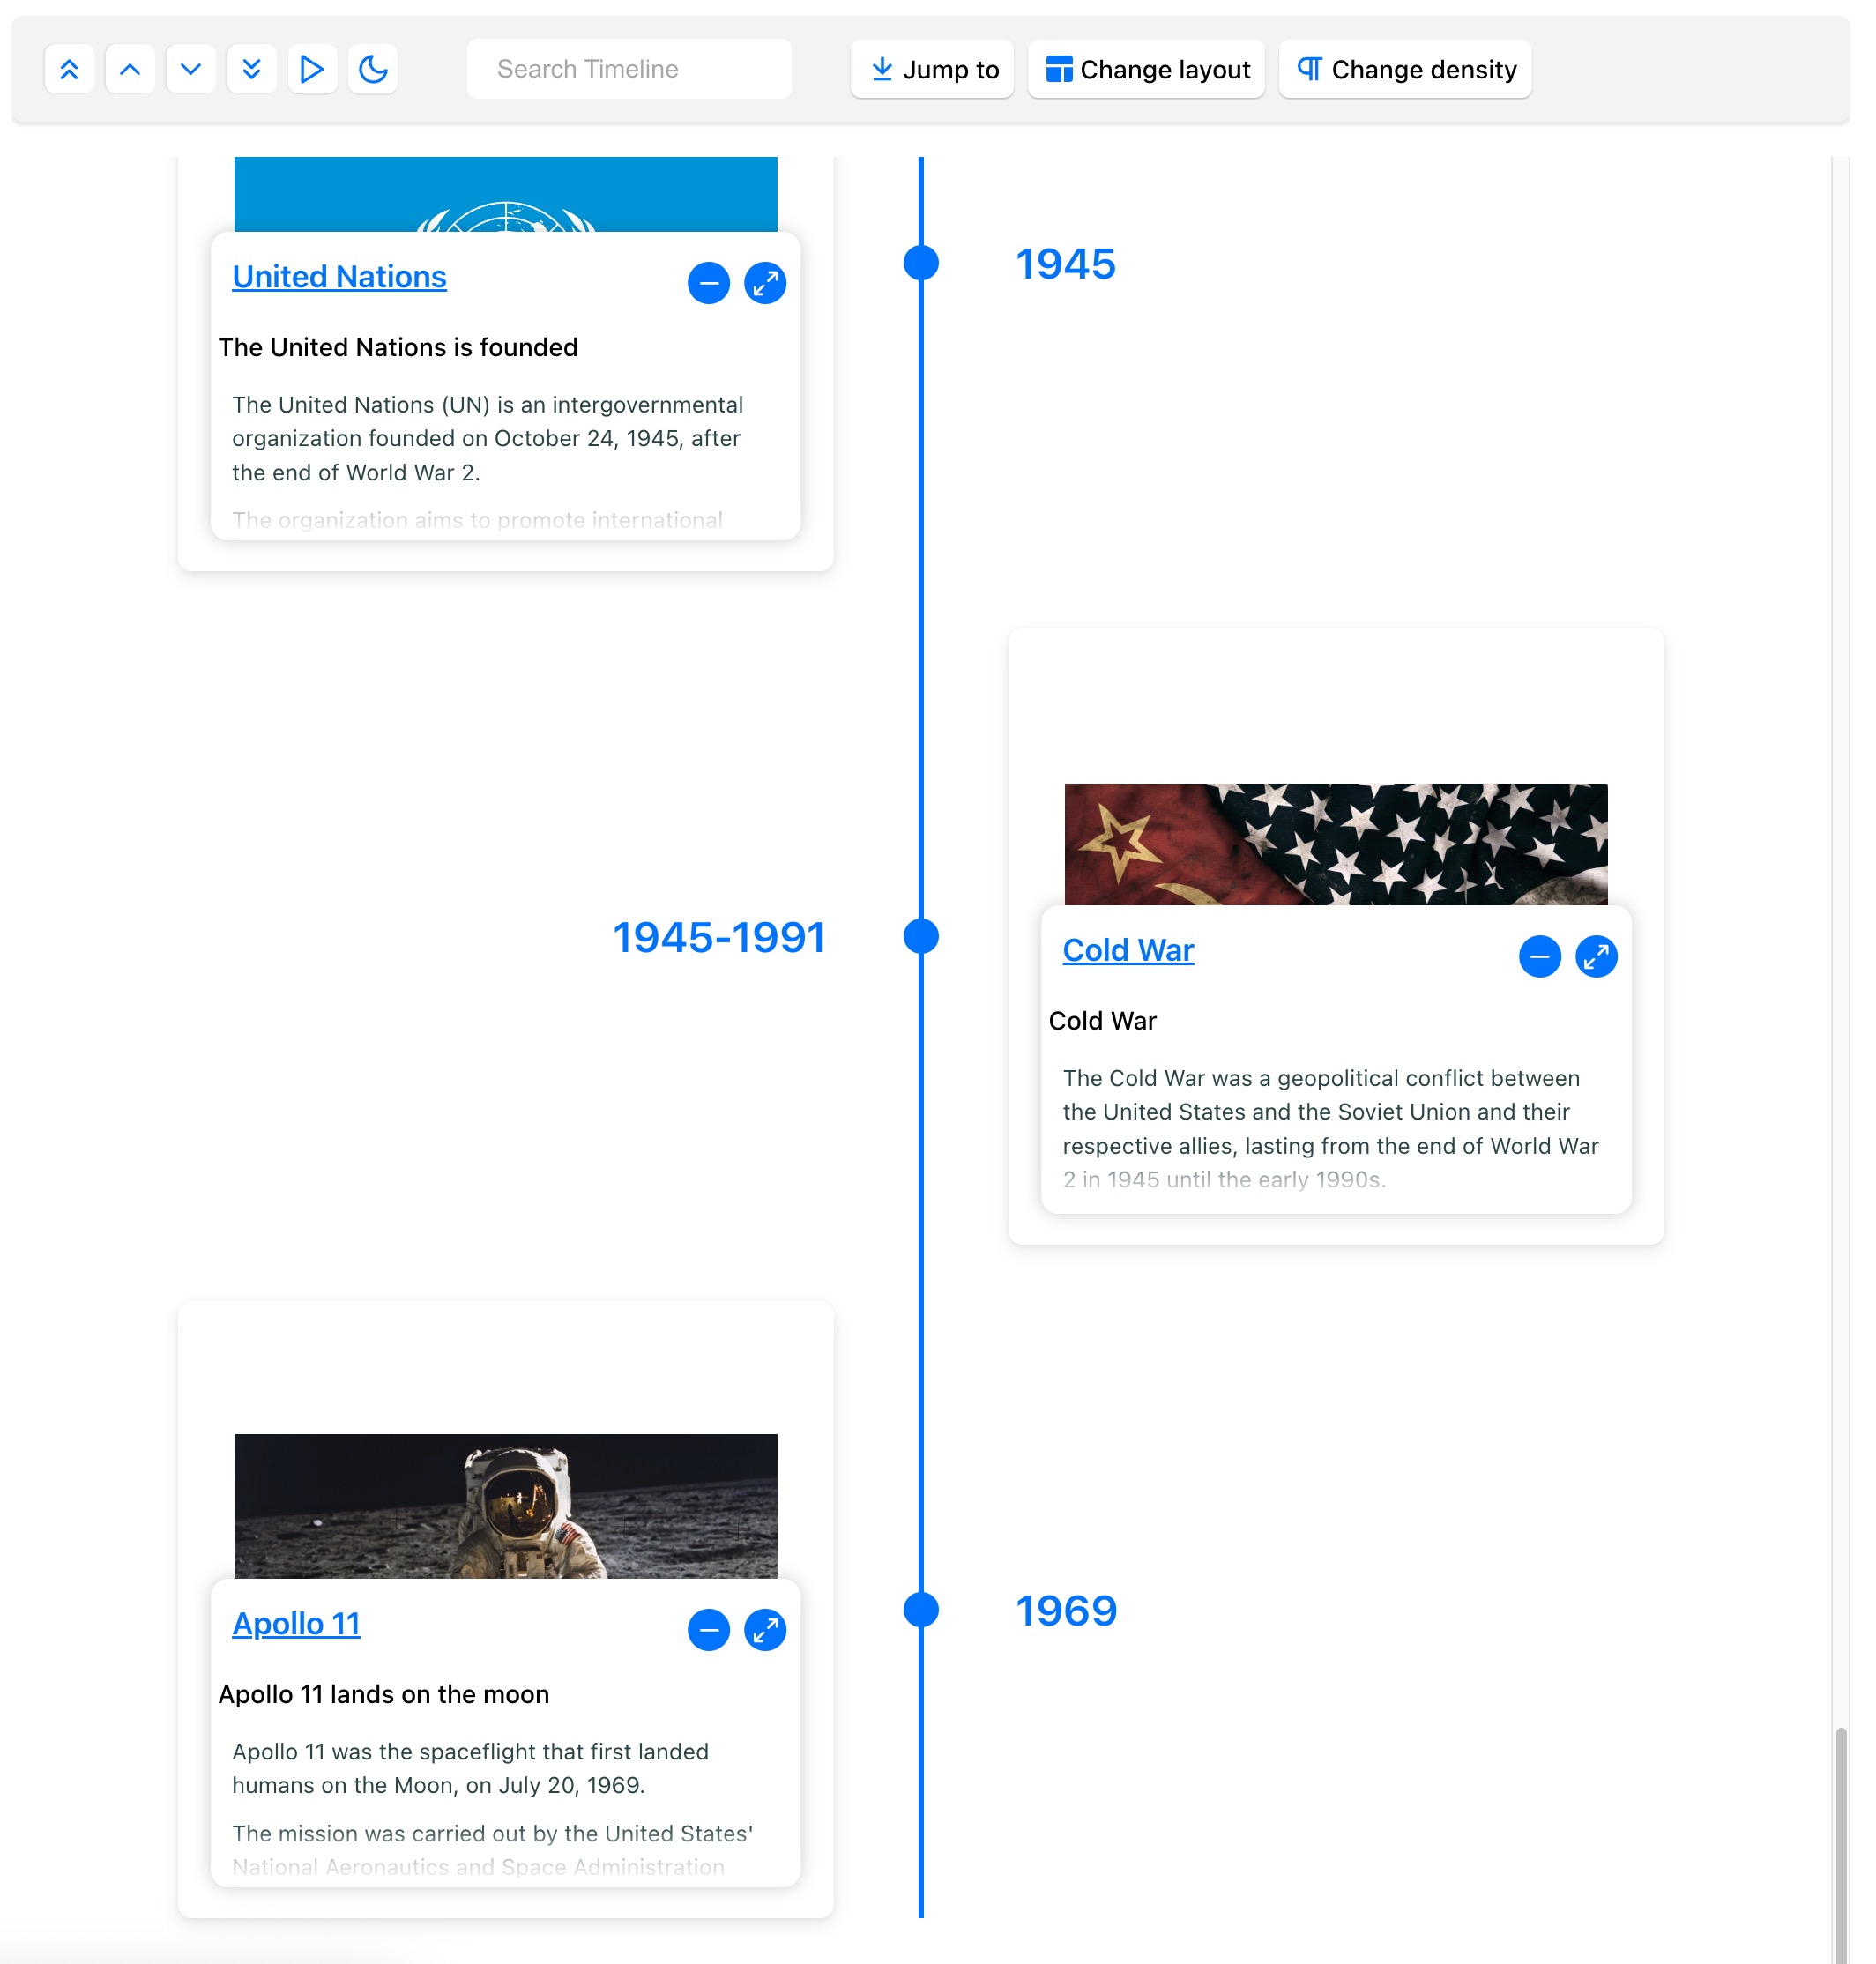 Search Timeline
Jump to
Change layout
Change density
United Nations
1945
The United Nations is founded
The United Nations (UN) is an intergovernmental
organization founded on October 24, 1945, after
the end of World War 2.
The organization aims to promote international
1945-1991
Cold War
Cold War
The Cold War was a geopolitical conflict between
the United States and the Soviet Union and their
respective allies, lasting from the end of World War
2 in 1945 until the early 1990s.
Apollo 11
1969
Apollo 11 lands on the moon
Apollo 11 was the spaceflight that first landed
humans on the Moon, on July 20, 1969.
The mission was carried out by the United States'
National Aeronautics and Space Administration